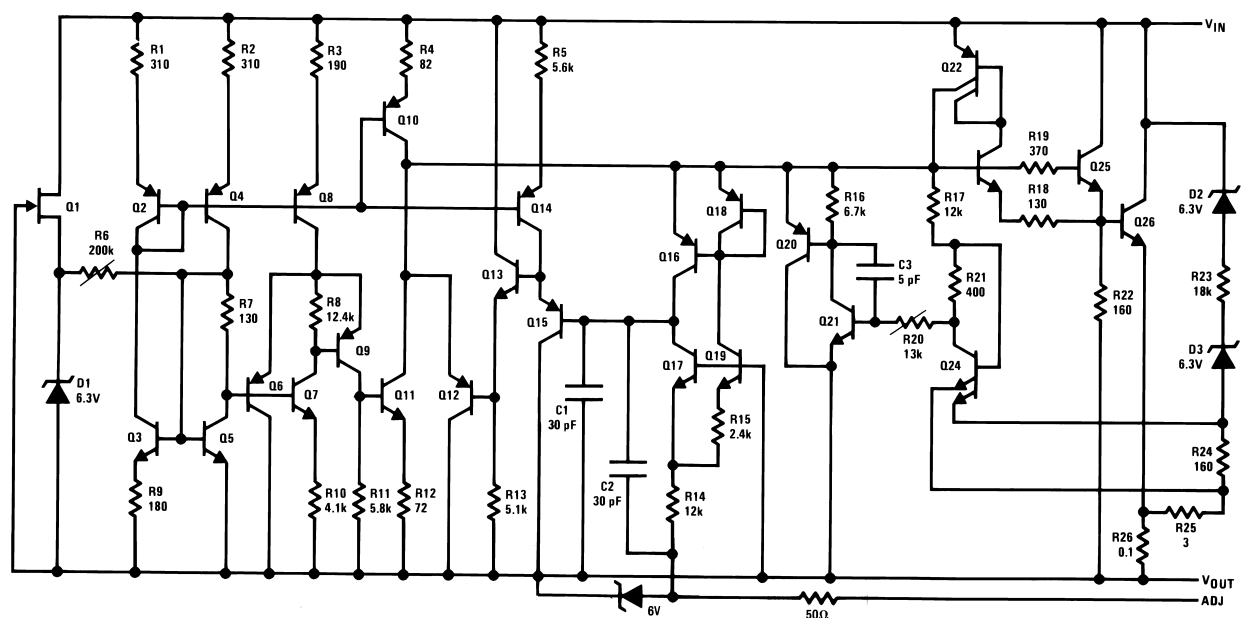 R1
310
R2
310
R3
190
R4
82
R5
5.6k
VIN
Q22
Q10
R19
370
Q25
Q1
Q2
Q4
Q8
Q14
Q18
R16
6.7k
R17
12k
R18
130
Q26
D2
6.3V
R6
200k
Q13
Q16
Q20
C3
5 pF
R21
400
R23
18k
R7
130
R8
12.4k
Q15
Q21
R22
160
Q9
R20
13k
D3
6.3V
D1
6.3V
Q6
Q7
Q11
Q12
Q17
Q19
Q24
C1
30 pF
R15
2.4k
Q3
Q5
R24
160
R9
180
R10
4.1k
R11
5.8k
R12
72
R13
5.1k
C2
30 pF
R14
12k
R26
0.1
R25
3
VOUT
ADJ
6V
50Ω